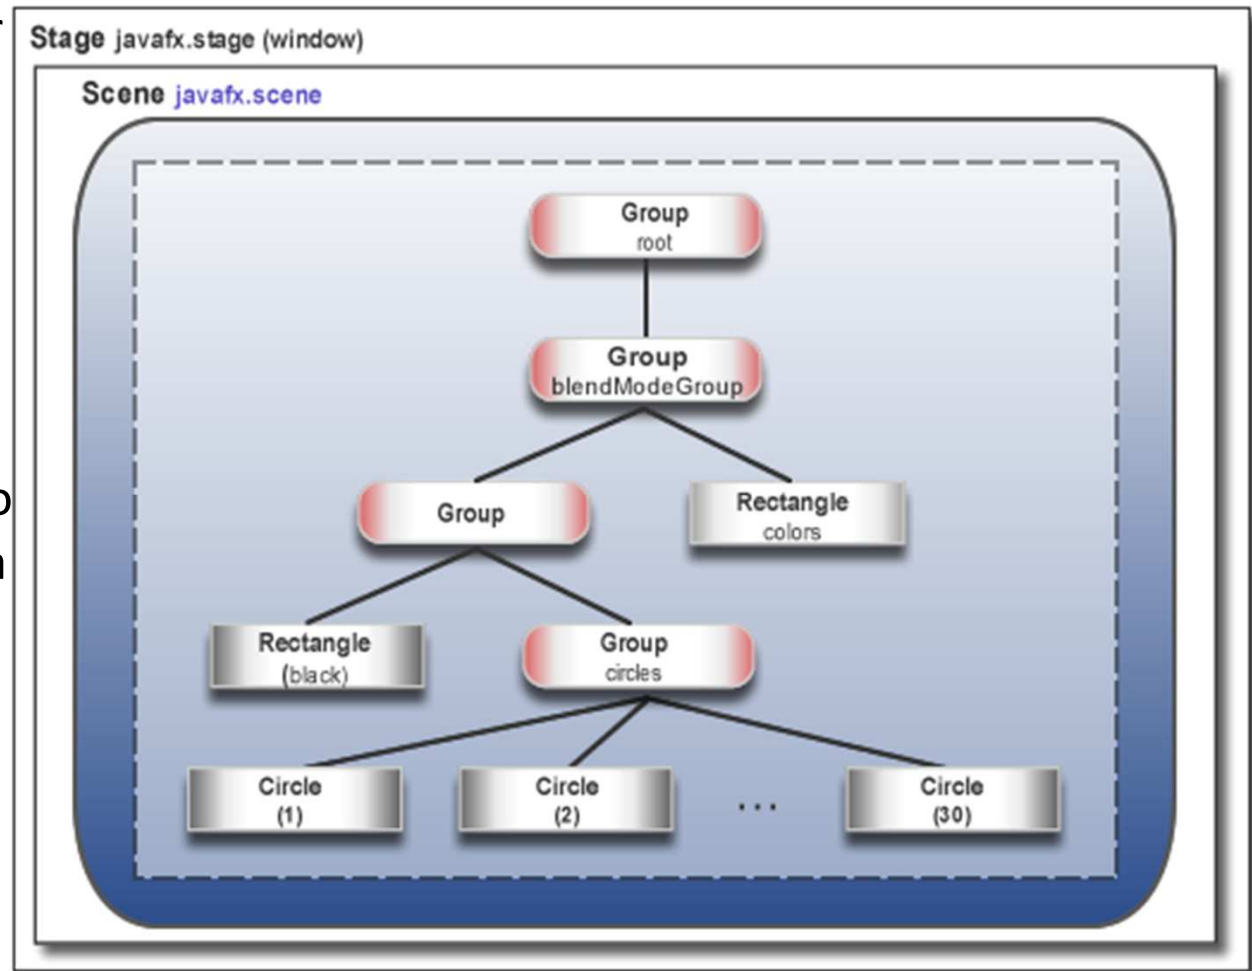 Stage javafx.stage (window)
Scene javafx.scene
Group
root
Group
blendModeGroup
Group
Rectangle
colors
Rectangle
(black)
Group
circles
Circle
(1)
Circle
(2)
...
Circle
(30)